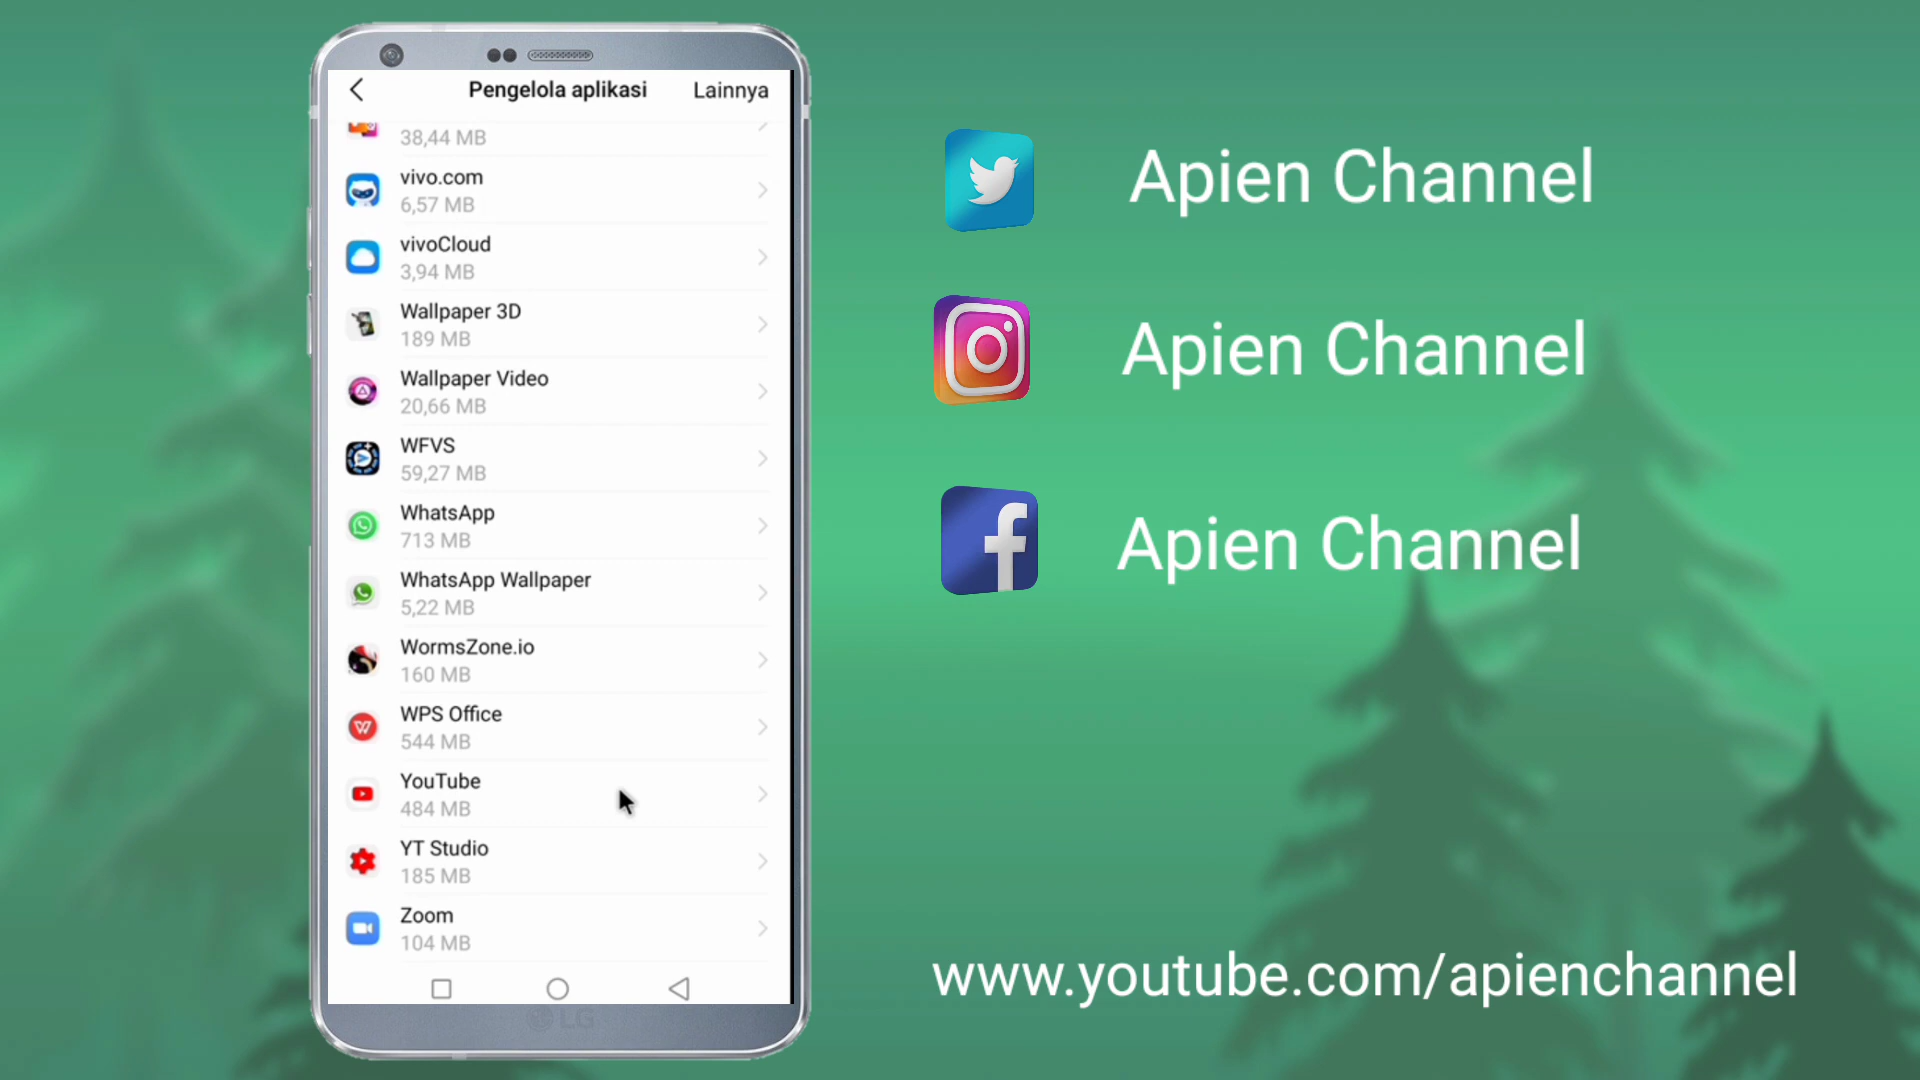 Pengelola aplikasi
Lainnya
38,44 MB
vivo.com
6,57 MB
vivoCloud
3,94 MB
Wallpaper 3D
189 MB
Wallpaper Video
20,66 MB
WFVS
59,27 MB
WhatsApp
713 MB
WhatsApp Wallpaper
5,22 MB
WormsZone.io
160 MB
WPS Office
544 MB
YouTube
484 MB
YT Studio
185 MB
Zoom
104 MB
LG
Apien Channel
Apien Channel
Apien Channel
www.youtube.com/apienchannel